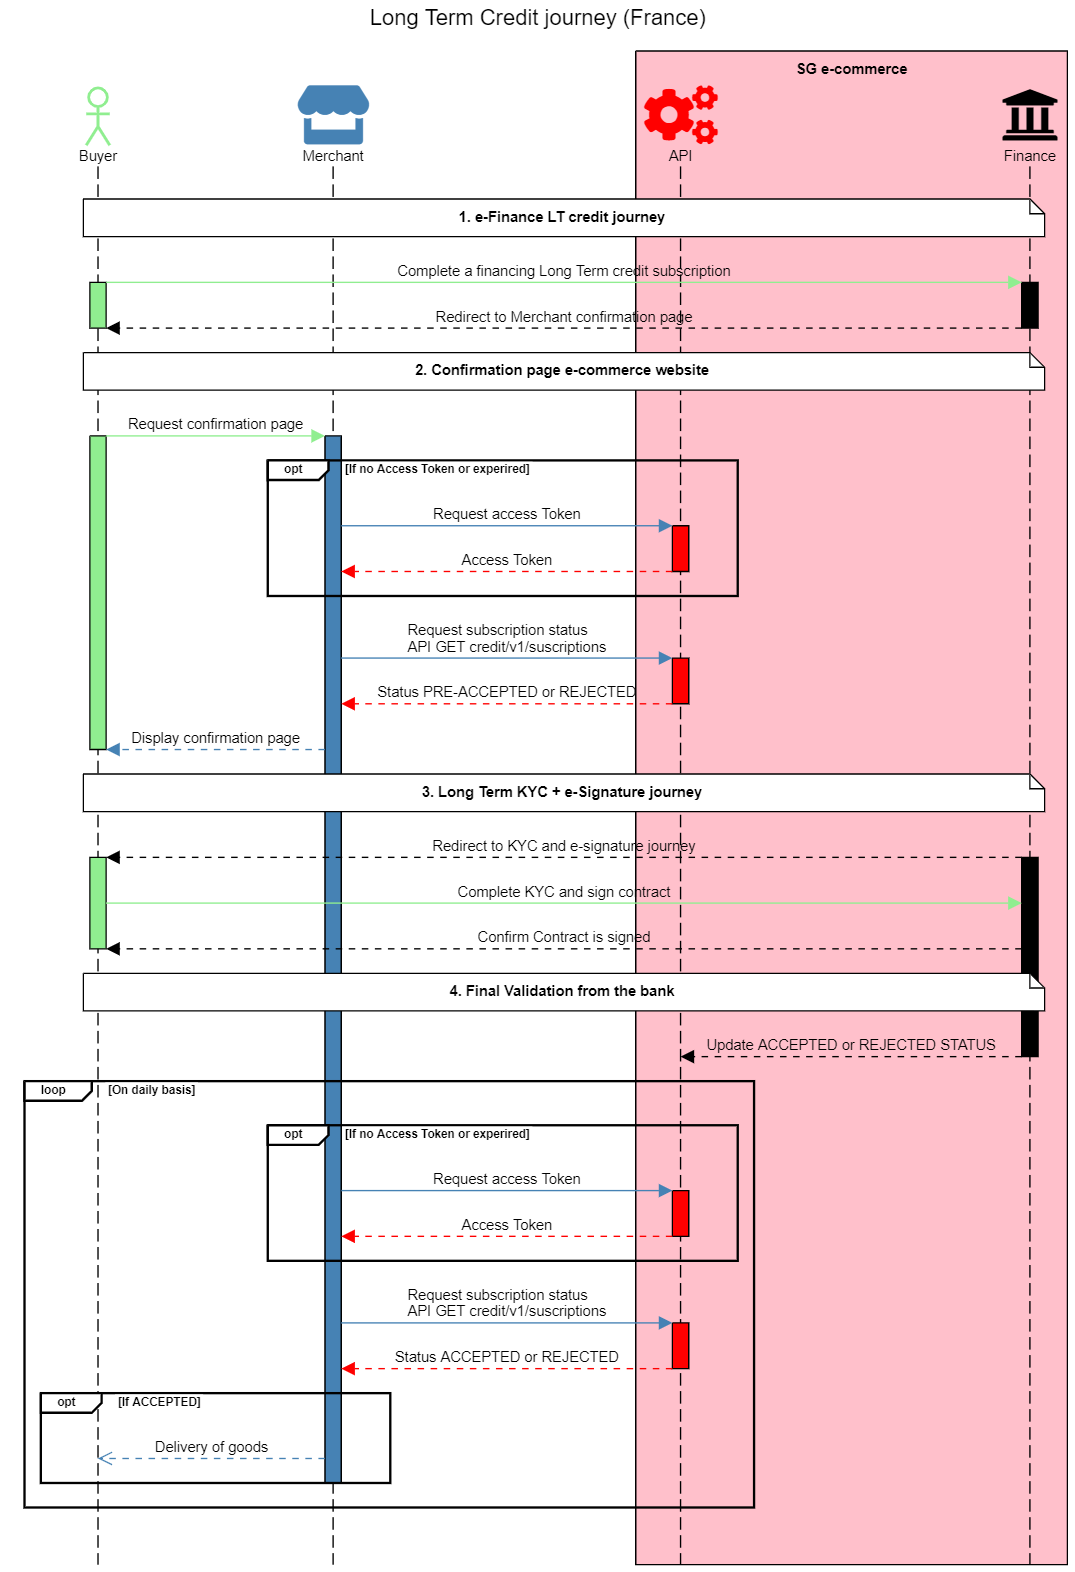 Long Term Credit journey (France)
SG e-commerce
Buyer
Merchant
API
Finance
1. e-Finance LT credit journey
Complete a financing Long Term credit subscription
Redirect to Merchant confirmation page
2. Confirmation page e-commerce website
Request confirmation page
opt
[If no Access Token or experired]
Request access Token
Access Token
Request subscription status
API GET credit/v1/suscriptions
Status PRE-ACCEPTED or REJECTED
Display confirmation page
3. Long Term KYC + e-Signature journey
Redirect to KYC and e-signature journey
Complete KYC and sign contract
Confirm Contract is signed
4. Final Validation from the bank
Update ACCEPTED or REJECTED STATUS
loop
[On daily basis]
opt
[If no Access Token or experired]
Request access Token
Access Token
Request subscription status
API GET credit/v1/suscriptions
Status ACCEPTED or REJECTED
opt
[If ACCEPTED]
Delivery of goods